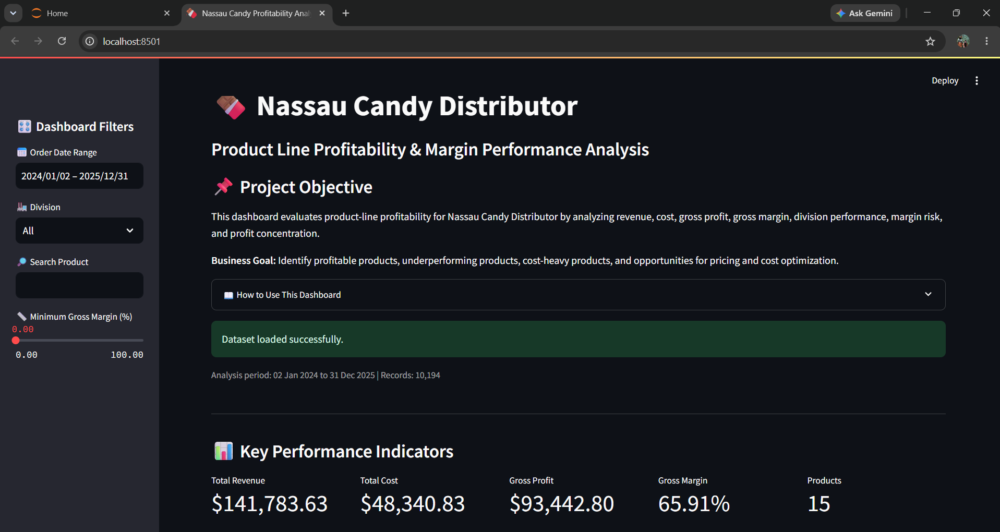 Home
Nassau Candy Profitability Anal
Ask Gemini
localhost:8501
Deploy
Dashboard Filters
Order Date Range
2024/01/02 – 2025/12/31
Division
All
Search Product
Minimum Gross Margin (%)
0.00
0.00 100.00
Nassau Candy Distributor
Product Line Profitability & Margin Performance Analysis
Project Objective
This dashboard evaluates product-line profitability for Nassau Candy Distributor by analyzing revenue, cost, gross profit, gross margin, division performance, margin risk,
and profit concentration.
Business Goal: Identify profitable products, underperforming products, cost-heavy products, and opportunities for pricing and cost optimization.
How to Use This Dashboard
Dataset loaded successfully.
Analysis period: 02 Jan 2024 to 31 Dec 2025 | Records: 10,194
Key Performance Indicators
Total Revenue Total Cost Gross Profit Gross Margin Products
$141,783.63 $48,340.83 $93,442.80 65.91% 15